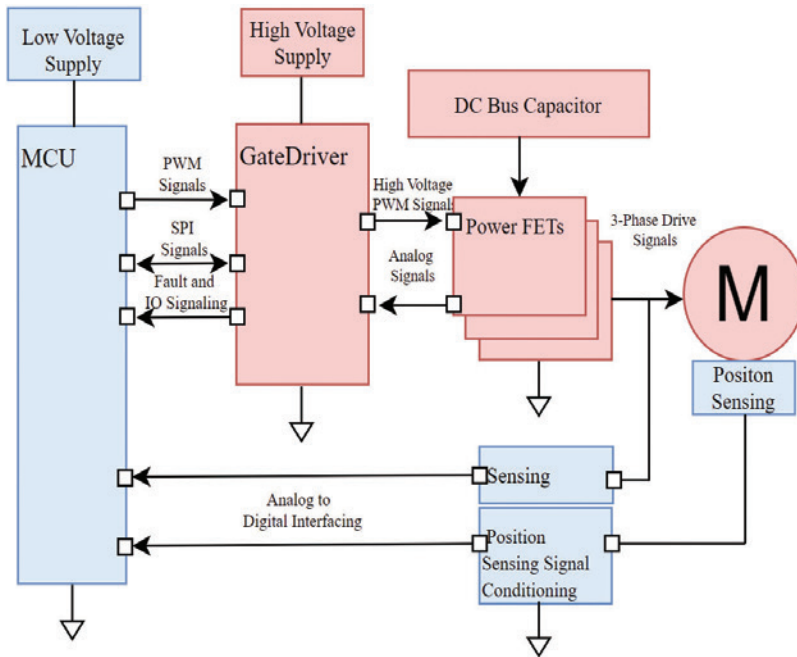 Low Voltage
Supply
High Voltage
Supply
DC Bus Capacitor
MCU
PWM
Signals
GateDriver
High Voltage
PWM Signals
Power FETs
3-Phase Drive
Signals
SPI
Signals
Analog
Signals
Fault and
IO Signaling
M
Positon
Sensing
Sensing
Analog to
Digital Interfacing
Position
Sensing Signal
Conditioning